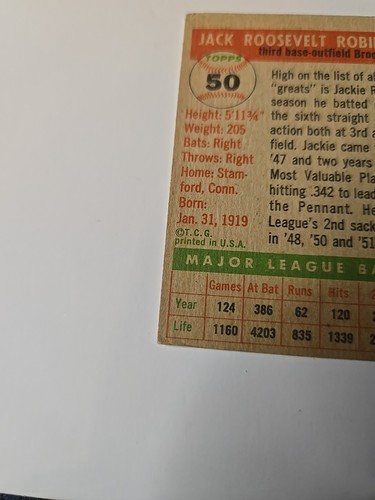 JACK ROOSEVELT ROBI
third base-outfield Bro
TOPPS
50
Height: 5'11¾"
Weight: 205
Bats: Right
Throws: Right
Home: Stam-
ford, Conn.
Born:
Jan. 31, 1919
©T.C.G.
printed in U.S.A.
High on the list of al
"greats" is Jackie R
season he batted
the sixth straight
action both at 3rd a
field. Jackie came
'47 and two years
Most Valuable Pla
hitting .342 to lead
the Pennant. He
League's 2nd sack
in '48, '50 and '51
MAJOR LEAGUE BA
Games At Bat Runs Hits
Year 124 386 62 120
Life 1160 4203 835 1339